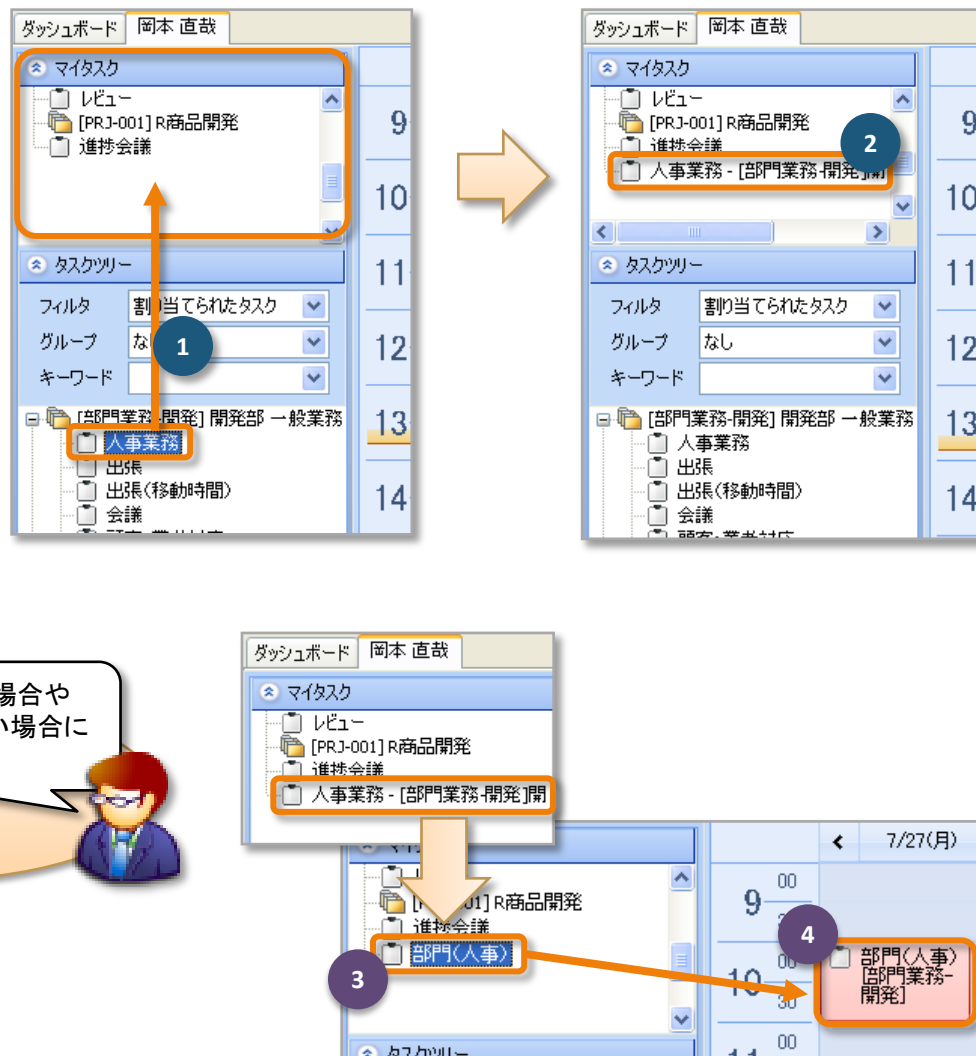 ダッシュボード 岡本 直哉
マイタスク
レビュー
[PRJ-001] R商品開発
進捗会議
9
10
11
12
13
14
タスクツリー
フィルタ 割り当てられたタスク
グループ なし
キーワード
1
[部門業務-開発] 開発部 一般業務
人事業務
出張
出張(移動時間)
会議
ダッシュボード 岡本 直哉
マイタスク
レビュー
[PRJ-001] R商品開発
進捗会議
人事業務 - [部門業務-開発]開
2
9
10
11
12
13
14
タスクツリー
フィルタ 割り当てられたタスク
グループ なし
キーワード
[部門業務-開発] 開発部 一般業務
人事業務
出張
出張(移動時間)
会議
場合や
い場合に
ダッシュボード 岡本 直哉
マイタスク
レビュー
[PRJ-001] R商品開発
進捗会議
人事業務 - [部門業務-開発]開
01] R商品開発
進捗会議
部門(人事)
3
タスクツリー
7/27(月)
9 00
10 00
30
11 00
4
部門(人事)
[部門業務-
開発]